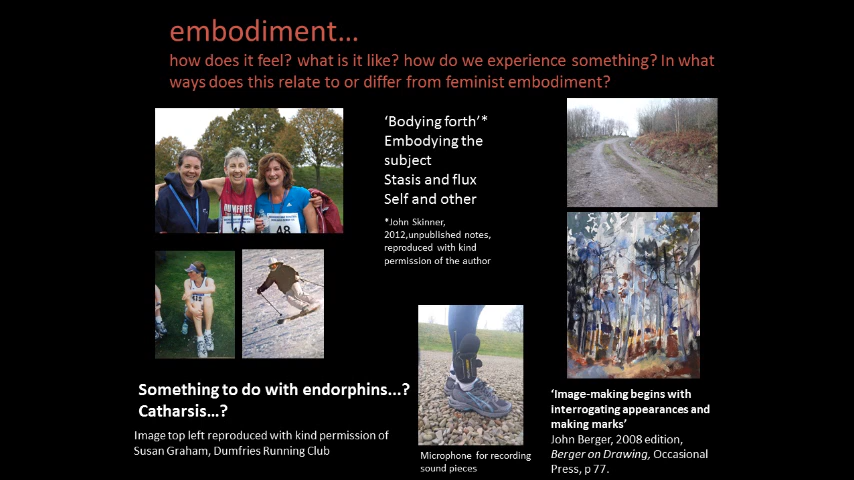 embodiment...
how does it feel? what is it like? how do we experience something? In what
ways does this relate to or differ from feminist embodiment?
'Bodying forth'*
Embodying the
subject
Stasis and flux
Self and other
*John Skinner,
2012,unpublished notes,
reproduced with kind
permission of the author
DUMFRIES
46
48
Something to do with endorphins...?
Catharsis...?
Image top left reproduced with kind permission of
Susan Graham, Dumfries Running Club
Microphone for recording
sound pieces
'Image-making begins with
interrogating appearances and
making marks'
John Berger, 2008 edition,
Berger on Drawing, Occasional
Press, p 77.